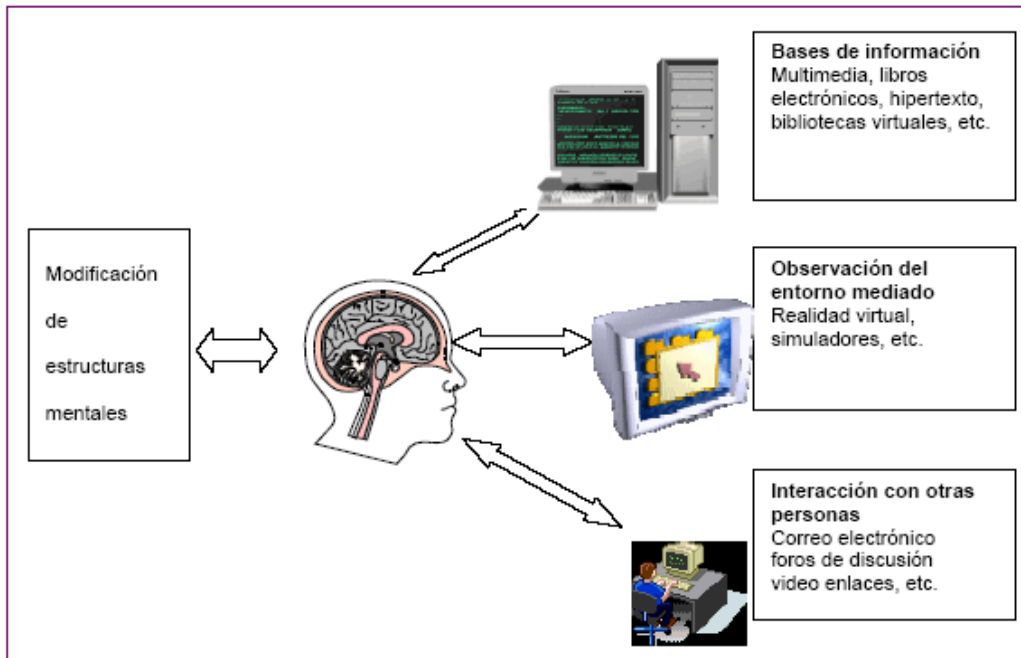 Bases de información
Multimedia, libros
electrónicos, hipertexto,
bibliotecas virtuales, etc.
Modificación
de
estructuras
mentales
Observación del
entorno mediado
Realidad virtual,
simuladores, etc.
Interacción con otras
personas
Correo electrónico
foros de discusión
video enlaces, etc.